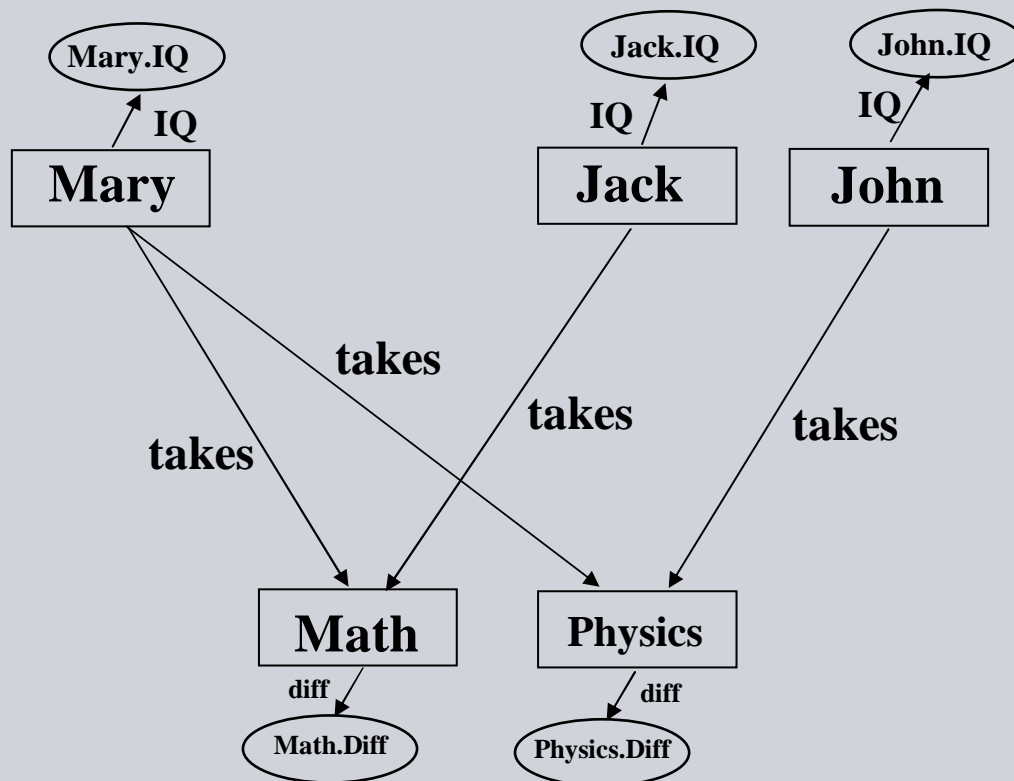 Mary.IQ
Jack.IQ
John.IQ
IQ
IQ
IQ
Mary
Jack
John
takes
takes
takes
takes
Math
Physics
diff
diff
Math.Diff
Physics.Diff